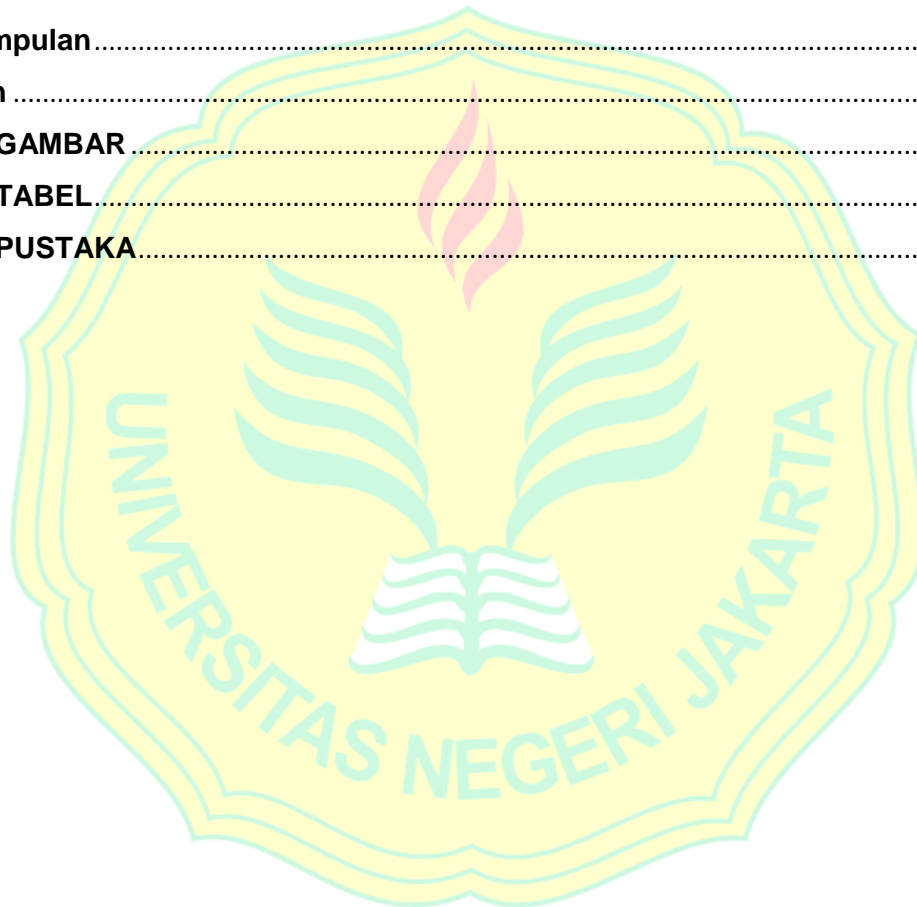 mpulan........................................................................................................
n ........................................................................................................
GAMBAR ........................................................................................................
TABEL........................................................................................................
PUSTAKA........................................................................................................
UNIVERSITAS NEGERI JAKARTA